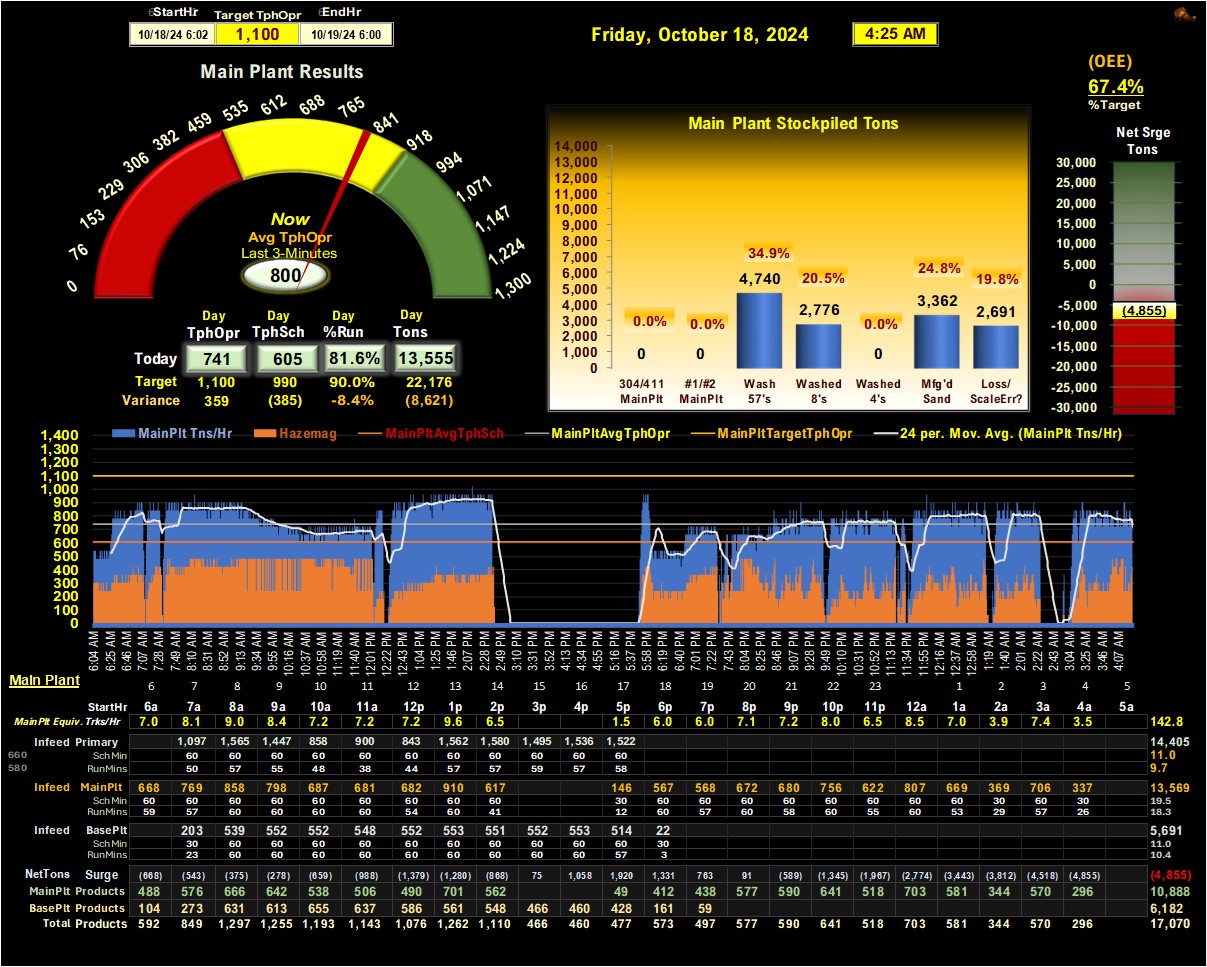 StartHr Target TphOpr EndHr
10/18/24 6:02 1,100 10/19/24 6:00
Friday, October 18, 2024 4:25 AM
(OEE)
67.4%
%Target
Main Plant Results
0 76 153 229 306 382 459 535 612 688 765 841 918 994 1,071 1,147 1,224 1,300
Now
Avg TphOpr
Last 3-Minutes
800
Day Day Day Day
TphOpr TphSch %Run Tons
Today 741 605 81.6% 13,555
Target 1,100 990 90.0% 22,176
Variance 359 (385) -8.4% (8,621)
Main Plant Stockpiled Tons
14,000
13,000
12,000
11,000
10,000
9,000
8,000
7,000
6,000
5,000
4,000
3,000
2,000
1,000
0
0.0% 0.0% 34.9% 20.5% 0.0% 24.8% 19.8%
0 0 4,740 2,776 0 3,362 2,691
304/411 #1/#2 Wash Washed Washed Mfg'd Loss/
MainPlt MainPlt 57's 8's 4's Sand ScaleErr?
Net Srge
Tons
30,000
25,000
20,000
15,000
10,000
5,000
0
-5,000
-10,000
-15,000
-20,000
-25,000
-30,000
(4,855)
MainPlt Tns/Hr Hazemag MainPltAvgTphSch MainPltAvgTphOpr MainPltTargetTphOpr 24 per. Mov. Avg. (MainPlt Tns/Hr)
1,400
1,300
1,200
1,100
1,000
900
800
700
600
500
400
300
200
100
0
6:04 AM 6:25 AM 6:46 AM 7:07 AM 7:28 AM 7:49 AM 8:10 AM 8:31 AM 8:52 AM 9:13 AM 9:34 AM 9:55 AM 10:16 AM 10:37 AM 10:58 AM 11:19 AM 11:40 AM 12:01 PM 12:22 PM 12:43 PM 1:04 PM 1:25 PM 1:46 PM 2:07 PM 2:28 PM 2:49 PM 3:10 PM 3:31 PM 3:52 PM 4:13 PM 4:34 PM 4:55 PM 5:16 PM 5:37 PM 5:58 PM 6:19 PM 6:40 PM 7:01 PM 7:22 PM 7:43 PM 8:04 PM 8:25 PM 8:46 PM 9:07 PM 9:28 PM 9:49 PM 10:10 PM 10:31 PM 10:52 PM 11:13 PM 11:34 PM 11:55 PM 12:16 AM 12:37 AM 12:58 AM 1:19 AM 1:40 AM 2:01 AM 2:22 AM 2:43 AM 3:04 AM 3:25 AM 3:46 AM 4:07 AM
Main Plant 6 7 8 9 10 11 12 13 14 15 16 17 18 19 20 21 22 23 1 2 3 4 5
StartHr 6a 7a 8a 9a 10a 11a 12p 1p 2p 3p 4p 5p 6p 7p 8p 9p 10p 11p 12a 1a 2a 3a 4a 5a
MainPlt Equiv. Trks/Hr 7.0 8.1 9.0 8.4 7.2 7.2 7.2 9.6 6.5 1.5 6.0 6.0 7.1 7.2 8.0 6.5 8.5 7.0 3.9 7.4 3.5 142.8
Infeed Primary 1,097 1,565 1,447 858 900 843 1,562 1,580 1,495 1,536 1,522 14,405
660 SchMin 60 60 60 60 60 60 60 60 60 60 60 11.0
580 RunMins 50 57 55 48 38 44 57 57 59 57 58 9.7
Infeed MainPlt 668 769 858 798 687 681 682 910 617 146 567 568 672 680 756 622 807 669 369 706 337 13,569
SchMin 60 60 60 60 60 60 60 60 60 30 60 60 60 60 60 60 60 60 30 60 30 19.5
RunMins 59 57 60 60 60 60 54 60 41 12 60 57 60 58 60 55 60 53 29 57 26 18.3
Infeed BasePlt 203 539 552 552 548 552 553 551 552 553 514 22 5,691
SchMin 30 60 60 60 60 60 60 60 60 60 60 30 11.0
RunMins 23 60 60 60 60 60 60 60 60 60 57 3 10.4
NetTons Surge (668) (543) (375) (278) (659) (988) (1,379) (1,280) (868) 75 1,058 1,920 1,331 763 91 (589) (1,345) (1,967) (2,774) (3,443) (3,812) (4,518) (4,855) (4,855)
MainPlt Products 488 576 666 642 538 506 490 701 562 49 412 438 577 590 641 518 703 581 344 570 296 10,888
BasePlt Products 104 273 631 613 655 637 586 561 548 466 460 428 161 59 6,182
Total Products 592 849 1,297 1,255 1,193 1,143 1,076 1,262 1,110 466 460 477 573 497 577 590 641 518 703 581 344 570 296 17,070